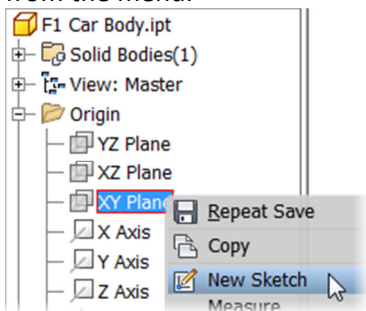 from the menu.
F1 Car Body.ipt
Solid Bodies(1)
View: Master
Origin
YZ Plane
XZ Plane
XY Plane
Repeat Save
X Axis
Copy
Y Axis
New Sketch
Z Axis
Measure